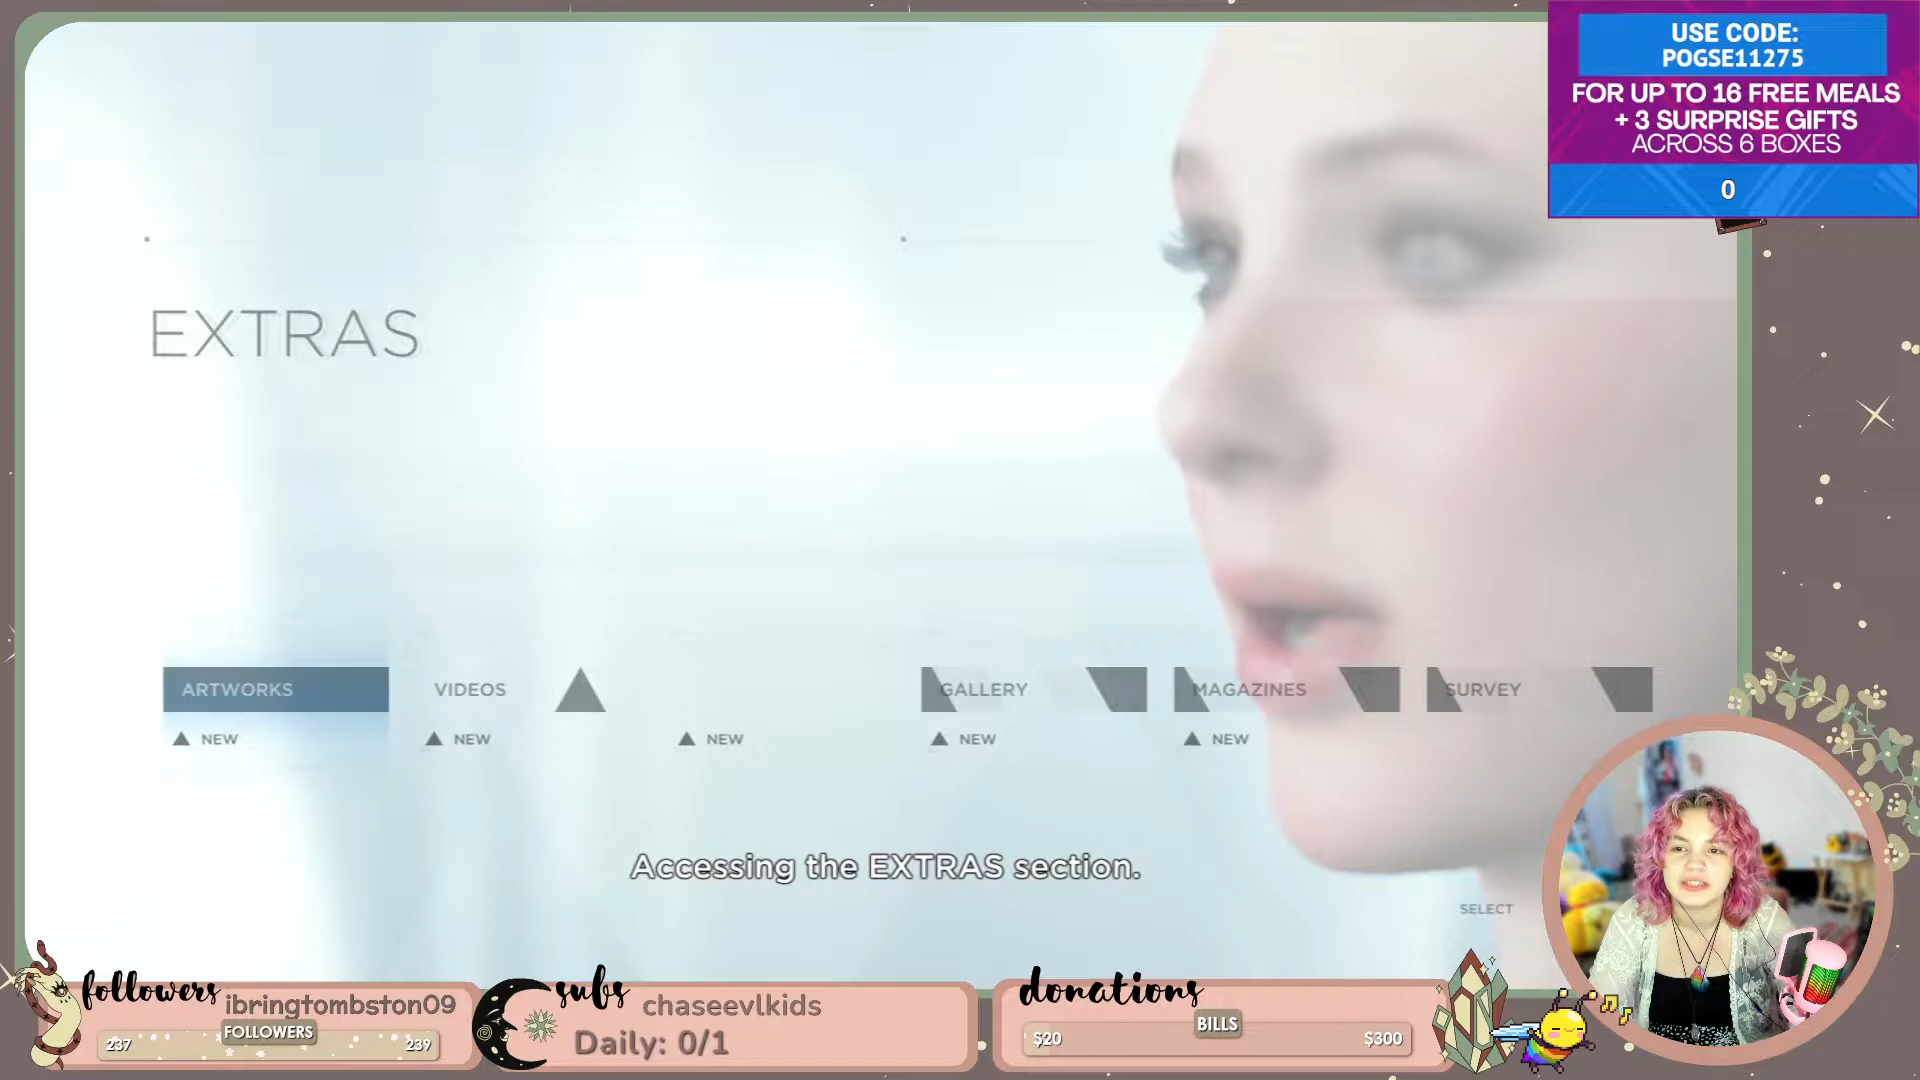 USE CODE:
POGSE11275
FOR UP TO 16 FREE MEALS
+ 3 SURPRISE GIFTS
ACROSS 6 BOXES
0
EXTRAS
ARTWORKS
VIDEOS
GALLERY
MAGAZINES
SURVEY
NEW
NEW
NEW
NEW
NEW
Accessing the EXTRAS section.
SELECT
followers
ibringtombston09
FOLLOWERS
237
239
subs
chaseevlkids
Daily: 0/1
donations
BILLS
$20
$300